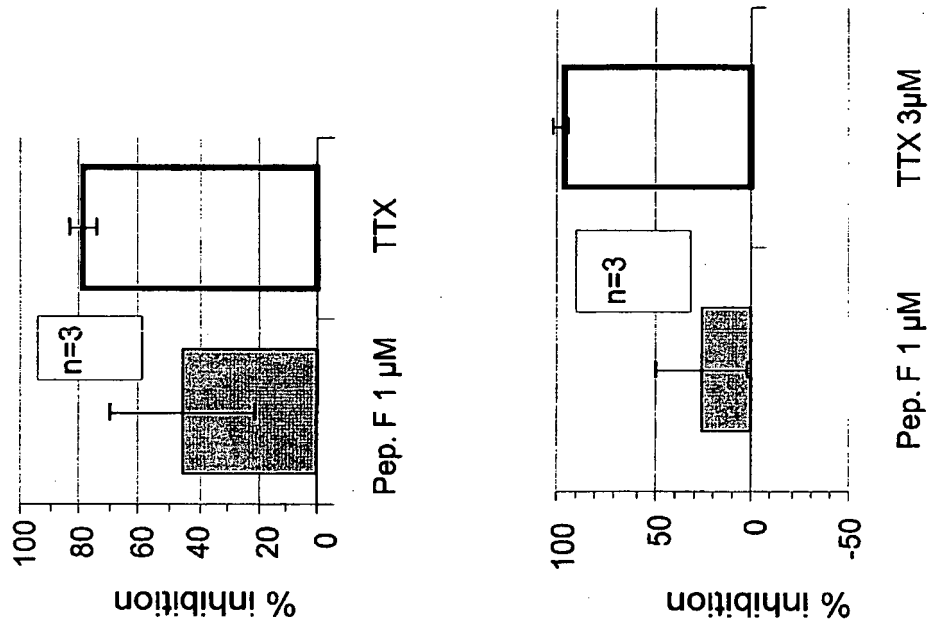 % inhibition
100
80
60
40
20
0
n=3
Pep. F 1 µM
TTX
% inhibition
100
50
0
-50
n=3
Pep. F 1 µM
TTX 3µM